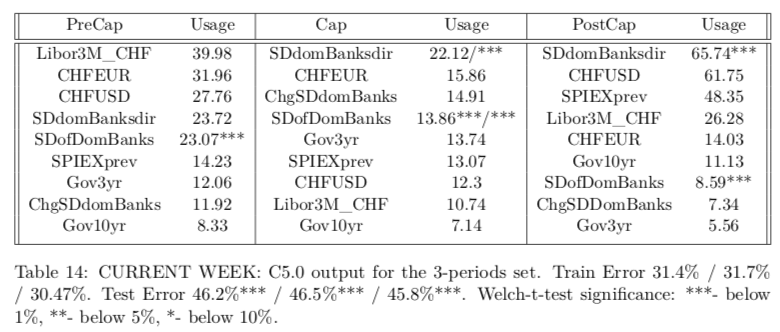 PreCap Usage Cap Usage PostCap Usage
Libor3M_CHF 39.98 SDdomBanksdir 22.12/*** SDdomBanksdir 65.74***
CHFEUR 31.96 CHFEUR 15.86 CHFUSD 61.75
CHFUSD 27.76 ChgSDdomBanks 14.91 SPIEXprev 48.35
SDdomBanksdir 23.72 SDofDomBanks 13.86***/*** Libor3M_CHF 26.28
SDofDomBanks 23.07*** Gov3yr 13.74 CHFEUR 14.03
SPIEXprev 14.23 SPIEXprev 13.07 Gov10yr 11.13
Gov3yr 12.06 CHFUSD 12.3 SDofDomBanks 8.59***
ChgSDdomBanks 11.92 Libor3M_CHF 10.74 ChgSDDomBanks 7.34
Gov10yr 8.33 Gov10yr 7.14 Gov3yr 5.56
Table 14: CURRENT WEEK: C5.0 output for the 3-periods set. Train Error 31.4% / 31.7%
/ 30.47%. Test Error 46.2%*** / 46.5%*** / 45.8%***. Welch-t-test significance: ***- below
1%, **- below 5%, *- below 10%.